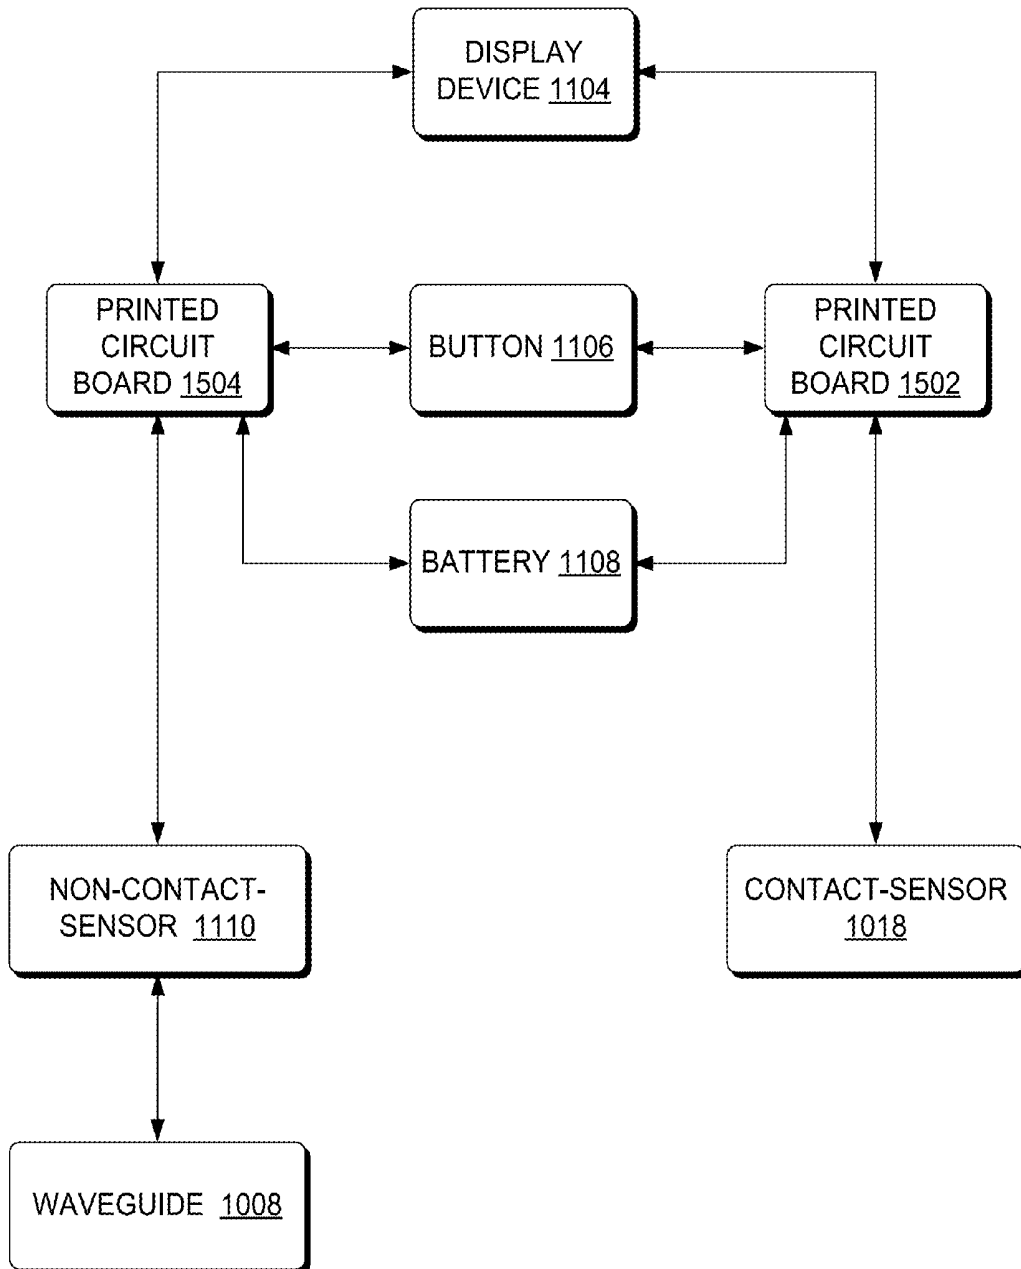 DISPLAY
DEVICE 1104
PRINTED
CIRCUIT
BOARD 1504
BUTTON 1106
PRINTED
CIRCUIT
BOARD 1502
BATTERY 1108
NON-CONTACT-
SENSOR 1110
CONTACT-SENSOR
1018
WAVEGUIDE 1008